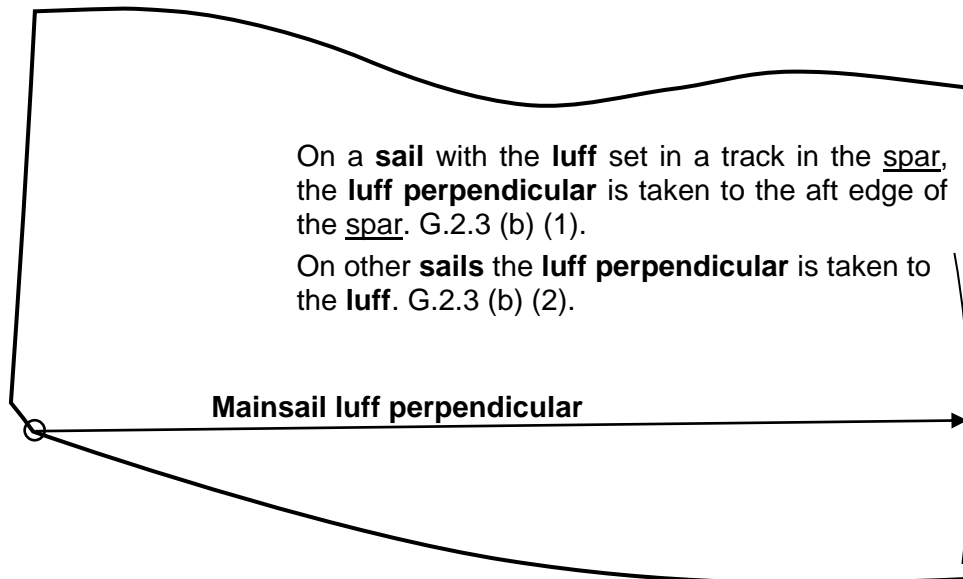 On a sail with the luff set in a track in the spar,
the luff perpendicular is taken to the aft edge of
the spar. G.2.3 (b) (1).
On other sails the luff perpendicular is taken to
the luff. G.2.3 (b) (2).
Mainsail luff perpendicular